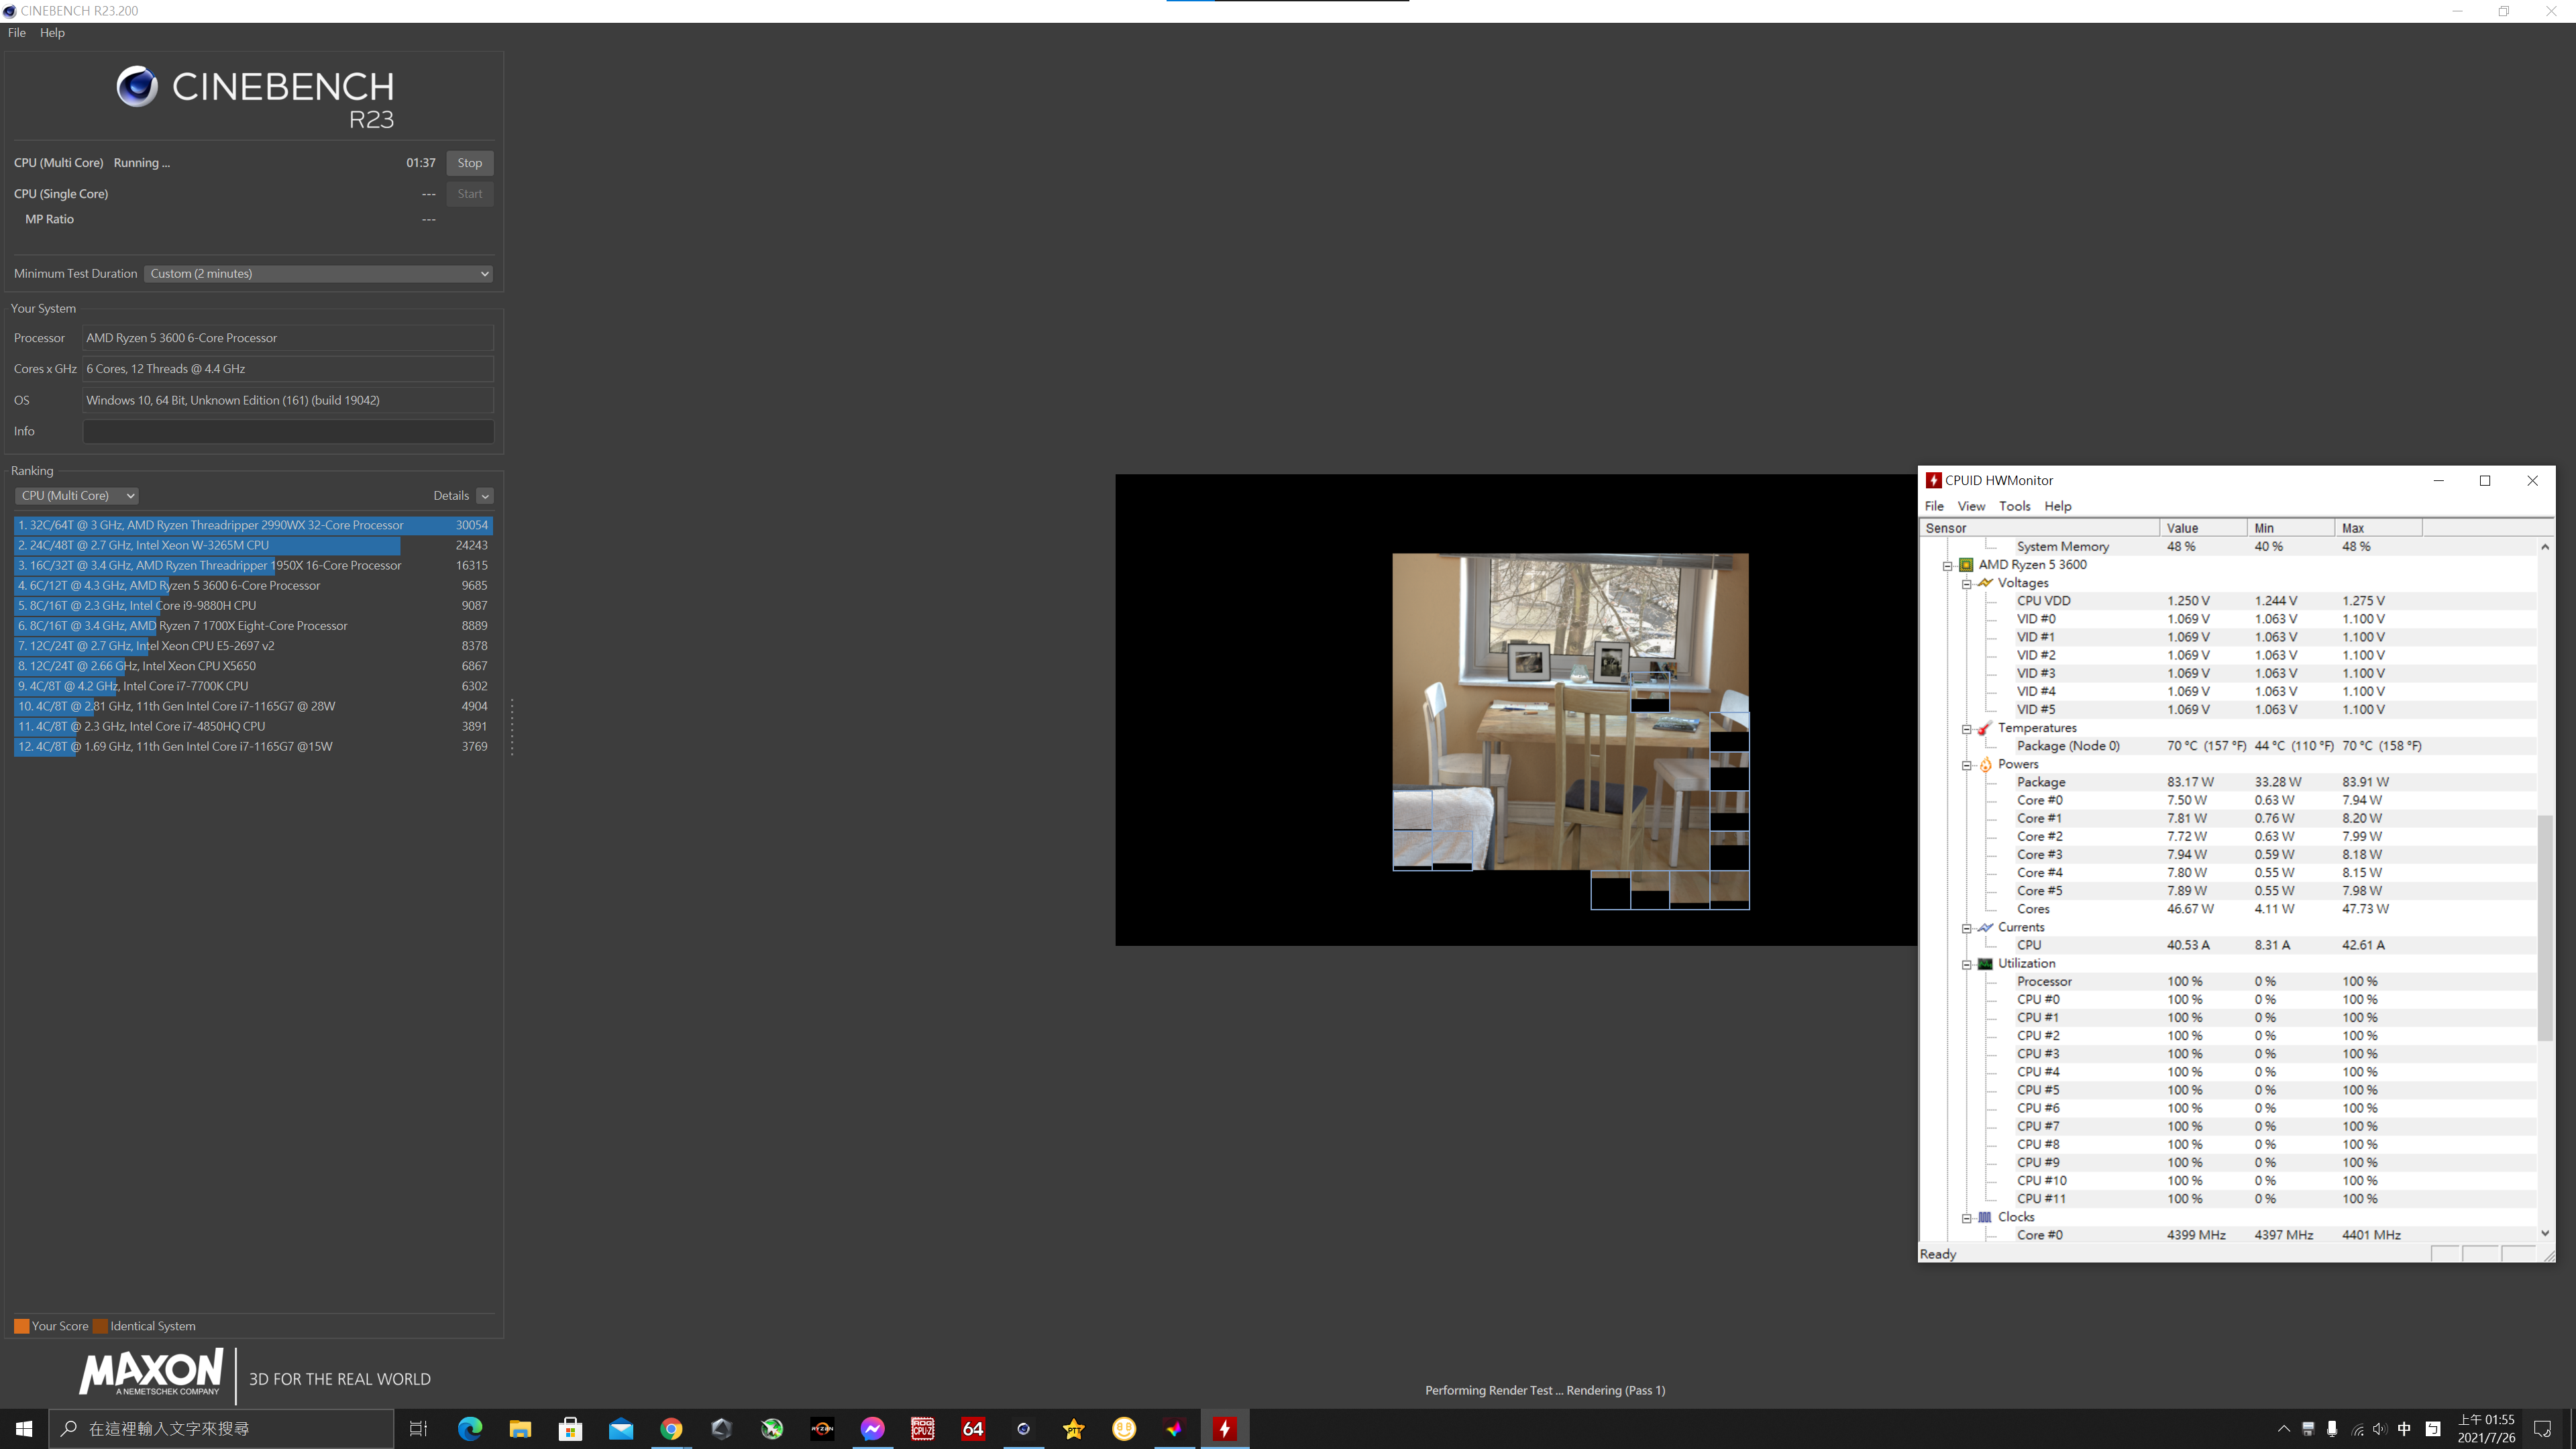 CINEBENCH R23.200
File Help
CINEBENCH
R23
CPU (Multi Core) Running ... 01:37 Stop
CPU (Single Core) --- Start
MP Ratio ---
Minimum Test Duration Custom (2 minutes)
Your System
Processor AMD Ryzen 5 3600 6-Core Processor
Cores x GHz 6 Cores, 12 Threads @ 4.4 GHz
OS Windows 10, 64 Bit, Unknown Edition (161) (build 19042)
Info
Ranking
CPU (Multi Core) Details
1. 32C/64T @ 3 GHz, AMD Ryzen Threadripper 2990WX 32-Core Processor 30054
2. 24C/48T @ 2.7 GHz, Intel Xeon W-3265M CPU 24243
3. 16C/32T @ 3.4 GHz, AMD Ryzen Threadripper 1950X 16-Core Processor 16315
4. 6C/12T @ 4.3 GHz, AMD Ryzen 5 3600 6-Core Processor 9685
5. 8C/16T @ 2.3 GHz, Intel Core i9-9880H CPU 9087
6. 8C/16T @ 3.4 GHz, AMD Ryzen 7 1700X Eight-Core Processor 8889
7. 12C/24T @ 2.7 GHz, Intel Xeon CPU E5-2697 v2 8378
8. 12C/24T @ 2.66 GHz, Intel Xeon CPU X5650 6867
9. 4C/8T @ 4.2 GHz, Intel Core i7-7700K CPU 6302
10. 4C/8T @ 2.81 GHz, 11th Gen Intel Core i7-1165G7 @ 28W 4904
11. 4C/8T @ 2.3 GHz, Intel Core i7-4850HQ CPU 3891
12. 4C/8T @ 1.69 GHz, 11th Gen Intel Core i7-1165G7 @15W 3769
Your Score Identical System
MAXON
A NEMETSCHEK COMPANY
3D FOR THE REAL WORLD
Performing Render Test ... Rendering (Pass 1)
CPUID HWMonitor
File View Tools Help
Sensor Value Min Max
System Memory 48 % 40 % 48 %
AMD Ryzen 5 3600
Voltages
CPU VDD 1.250 V 1.244 V 1.275 V
VID #0 1.069 V 1.063 V 1.100 V
VID #1 1.069 V 1.063 V 1.100 V
VID #2 1.069 V 1.063 V 1.100 V
VID #3 1.069 V 1.063 V 1.100 V
VID #4 1.069 V 1.063 V 1.100 V
VID #5 1.069 V 1.063 V 1.100 V
Temperatures
Package (Node 0) 70 °C (157 °F) 44 °C (110 °F) 70 °C (158 °F)
Powers
Package 83.17 W 33.28 W 83.91 W
Core #0 7.50 W 0.63 W 7.94 W
Core #1 7.81 W 0.76 W 8.20 W
Core #2 7.72 W 0.63 W 7.99 W
Core #3 7.94 W 0.59 W 8.18 W
Core #4 7.80 W 0.55 W 8.15 W
Core #5 7.89 W 0.55 W 7.98 W
Cores 46.67 W 4.11 W 47.73 W
Currents
CPU 40.53 A 8.31 A 42.61 A
Utilization
Processor 100 % 0 % 100 %
CPU #0 100 % 0 % 100 %
CPU #1 100 % 0 % 100 %
CPU #2 100 % 0 % 100 %
CPU #3 100 % 0 % 100 %
CPU #4 100 % 0 % 100 %
CPU #5 100 % 0 % 100 %
CPU #6 100 % 0 % 100 %
CPU #7 100 % 0 % 100 %
CPU #8 100 % 0 % 100 %
CPU #9 100 % 0 % 100 %
CPU #10 100 % 0 % 100 %
CPU #11 100 % 0 % 100 %
Clocks
Core #0 4399 MHz 4397 MHz 4401 MHz
Ready
在這裡輸入文字來搜尋
RYZEN
ROG CPU-Z
64
PTT
中
ㄅ
上午 01:55
2021/7/26